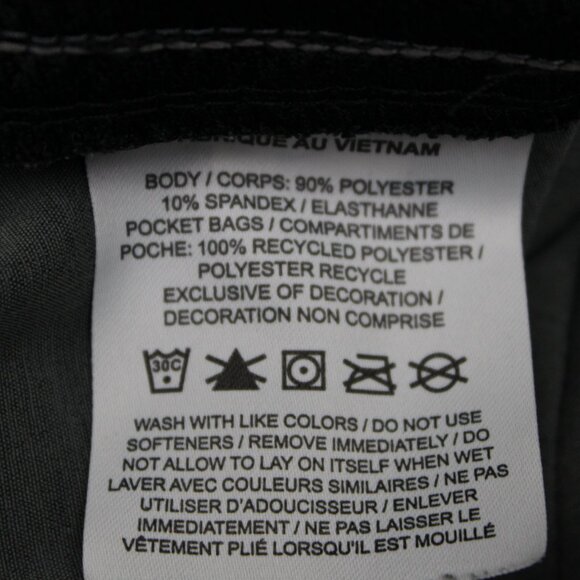 AU VIETNAM
BODY / CORPS: 90% POLYESTER
10% SPANDEX / ELASTHANNE
POCKET BAGS / COMPARTIMENTS DE
POCHE: 100% RECYCLED POLYESTER /
POLYESTER RECYCLE
EXCLUSIVE OF DECORATION /
DECORATION NON COMPRISE
30C
WASH WITH LIKE COLORS / DO NOT USE
SOFTENERS / REMOVE IMMEDIATELY / DO
NOT ALLOW TO LAY ON ITSELF WHEN WET
LAVER AVEC COULEURS SIMILAIRES / NE PAS
UTILISER D'ADOUCISSEUR / ENLEVER
IMMEDIATEMENT / NE PAS LAISSER LE
VÊTEMENT PLIÉ LORSQU'IL EST MOUILLÉ